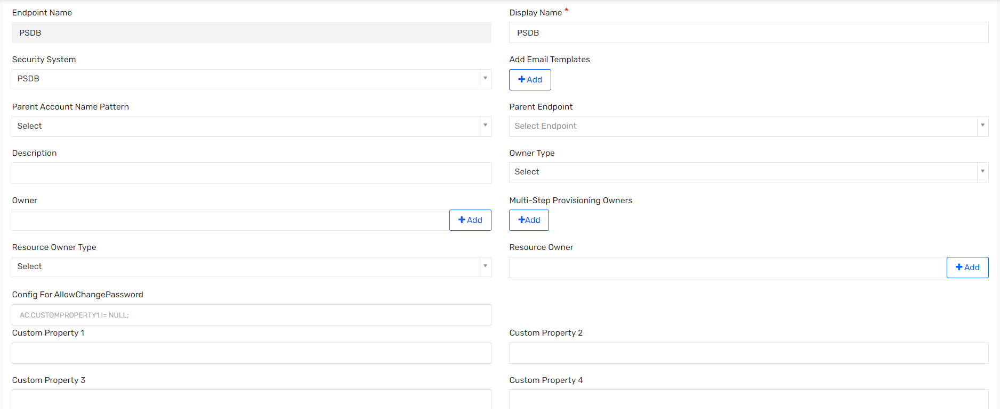 Endpoint Name
Display Name *
PSDB
PSDB
Security System
Add Email Templates
PSDB
Add
Parent Account Name Pattern
Parent Endpoint
Select
Select Endpoint
Description
Owner Type
Select
Owner
Multi-Step Provisioning Owners
Add
Add
Resource Owner Type
Resource Owner
Select
Add
Config For AllowChangePassword
AC.CUSTOMPROPERTY1 != NULL;
Custom Property 1
Custom Property 2
Custom Property 3
Custom Property 4